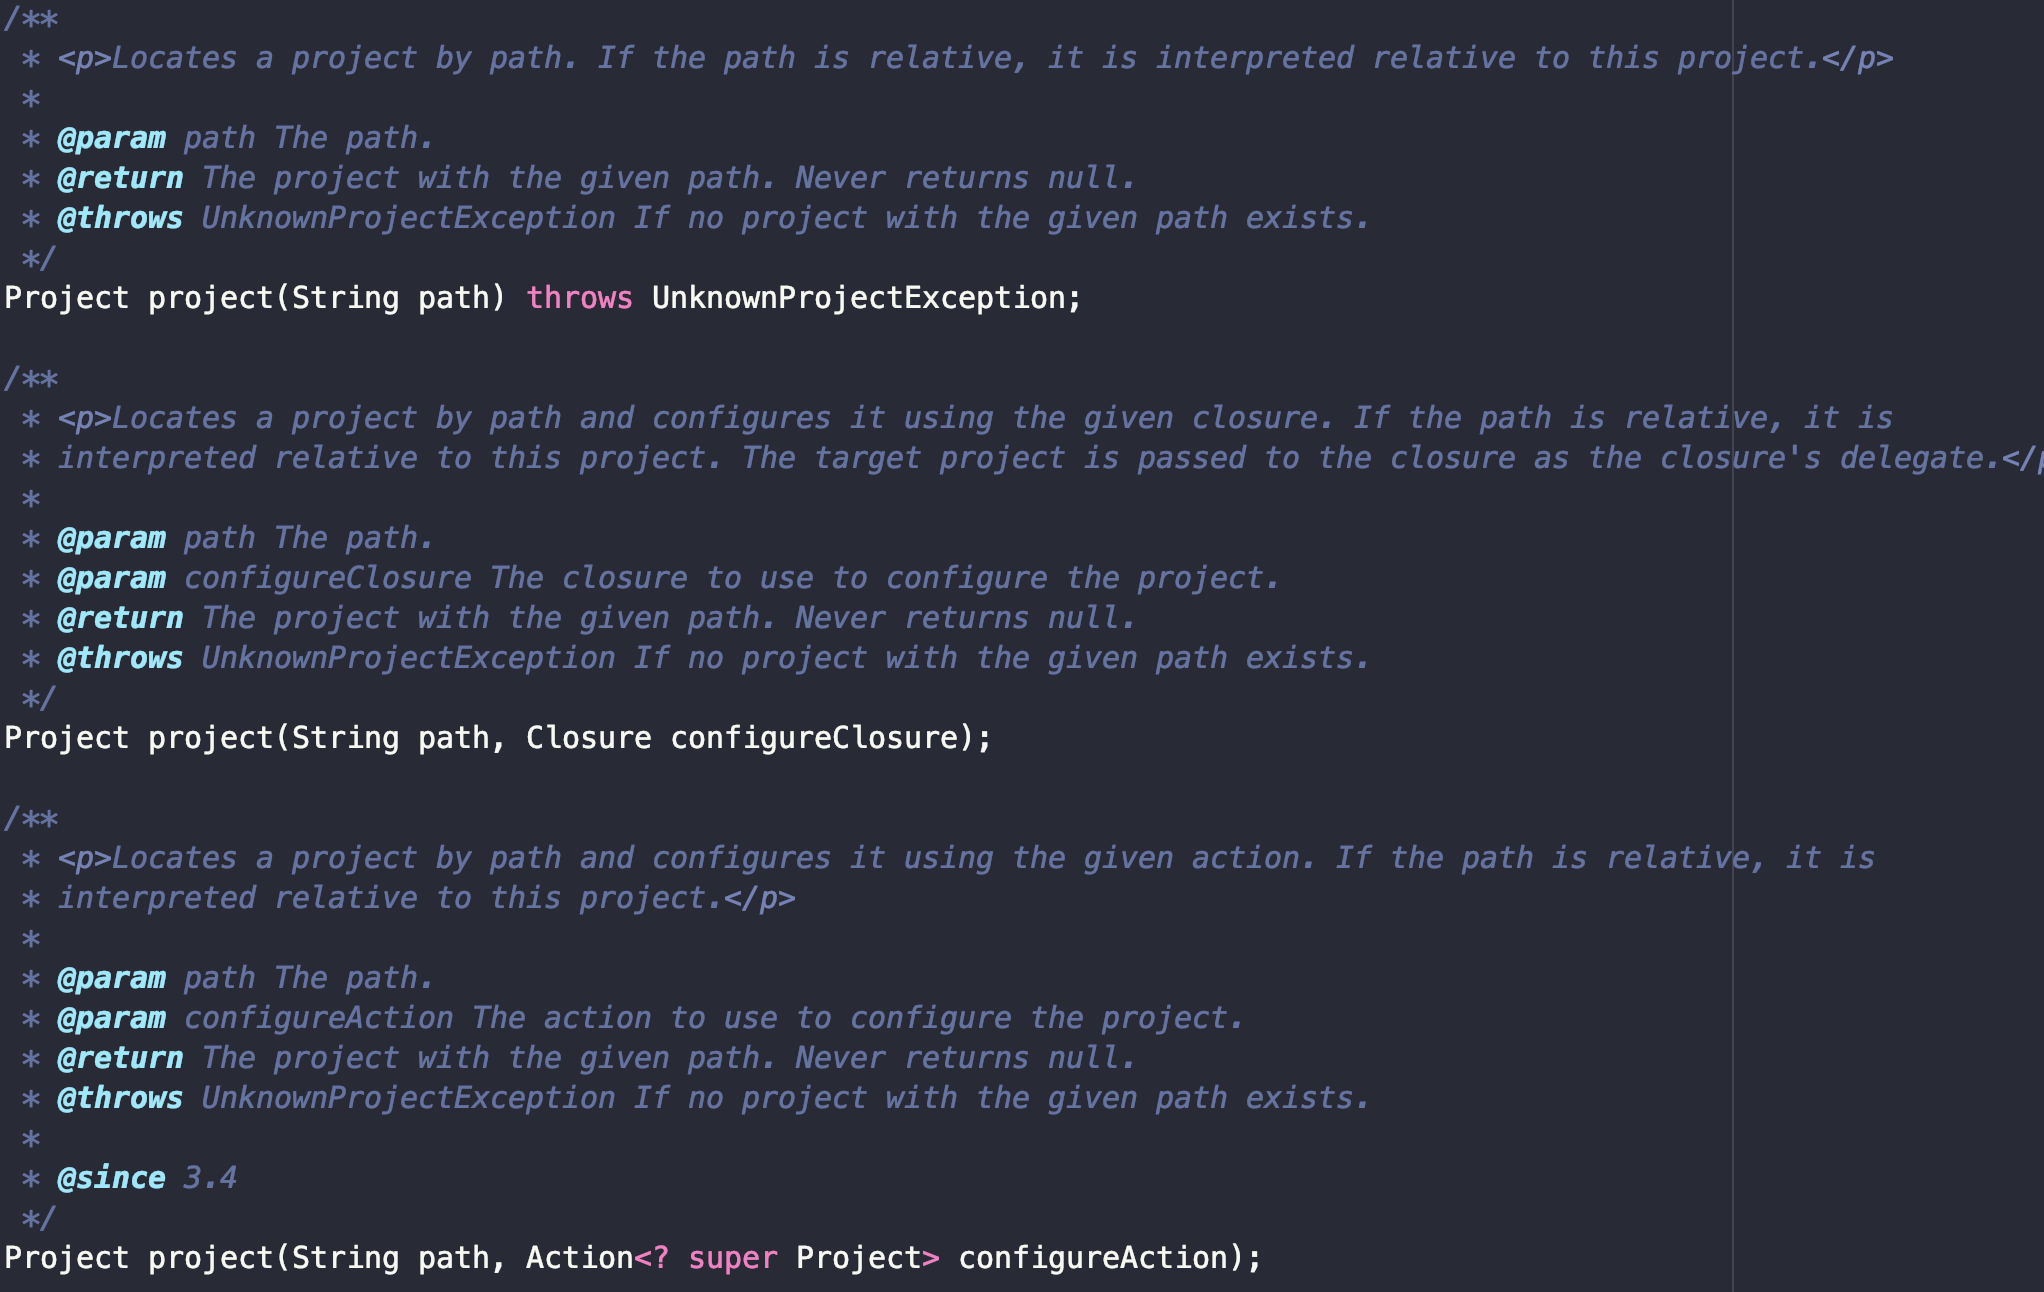 /**
 * <p>Locates a project by path. If the path is relative, it is interpreted relative to this project.</p>
 *
 * @param path The path.
 * @return The project with the given path. Never returns null.
 * @throws UnknownProjectException If no project with the given path exists.
 */
Project project(String path) throws UnknownProjectException;

/**
 * <p>Locates a project by path and configures it using the given closure. If the path is relative, it is
 * interpreted relative to this project. The target project is passed to the closure as the closure's delegate.</p
 *
 * @param path The path.
 * @param configureClosure The closure to use to configure the project.
 * @return The project with the given path. Never returns null.
 * @throws UnknownProjectException If no project with the given path exists.
 */
Project project(String path, Closure configureClosure);

/**
 * <p>Locates a project by path and configures it using the given action. If the path is relative, it is
 * interpreted relative to this project.</p>
 *
 * @param path The path.
 * @param configureAction The action to use to configure the project.
 * @return The project with the given path. Never returns null.
 * @throws UnknownProjectException If no project with the given path exists.
 *
 * @since 3.4
 */
Project project(String path, Action<? super Project> configureAction);